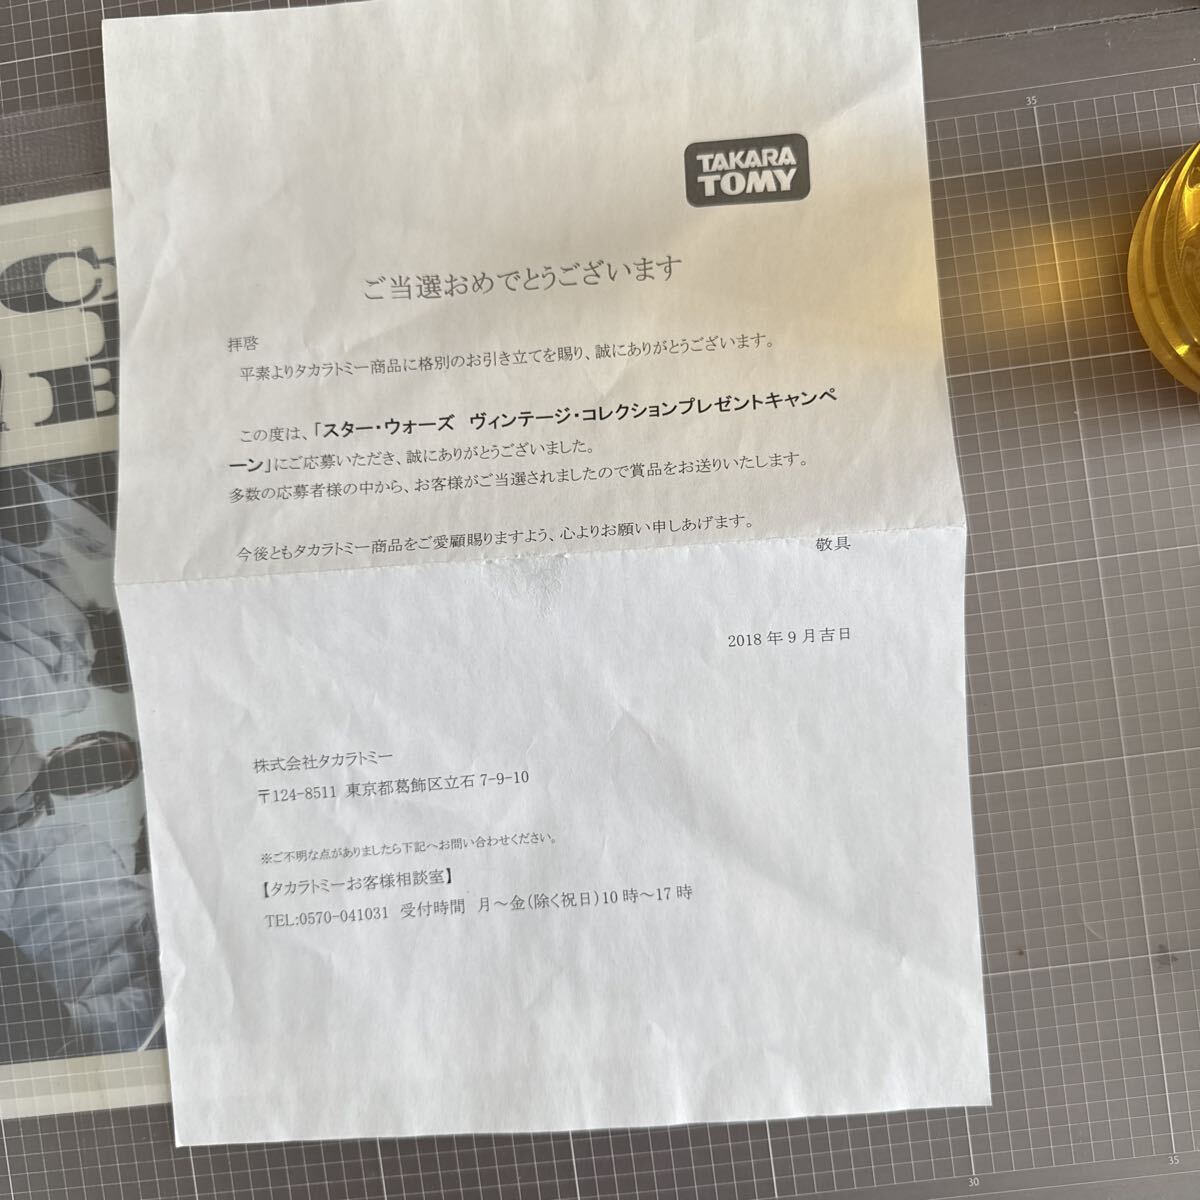 TAKARA
TOMY
ご当選おめでとうございます
拝啓
平素よりタカラトミー商品に格別のお引き立てを賜り、誠にありがとうございます。
この度は、「スター・ウォーズ　ヴィンテージ・コレクションプレゼントキャンペ
ーン」にご応募いただき、誠にありがとうございました。
多数の応募者様の中から、お客様がご当選されましたので賞品をお送りいたします。
今後ともタカラトミー商品をご愛顧賜りますよう、心よりお願い申しあげます。
敬具
2018 年 9 月吉日
株式会社タカラトミー
〒124-8511 東京都葛飾区立石 7-9-10
※ご不明な点がありましたら下記へお問い合わせください。
【タカラトミーお客様相談室】
TEL:0570-041031 受付時間 月～金（除く祝日）10 時～17 時
35
30
35